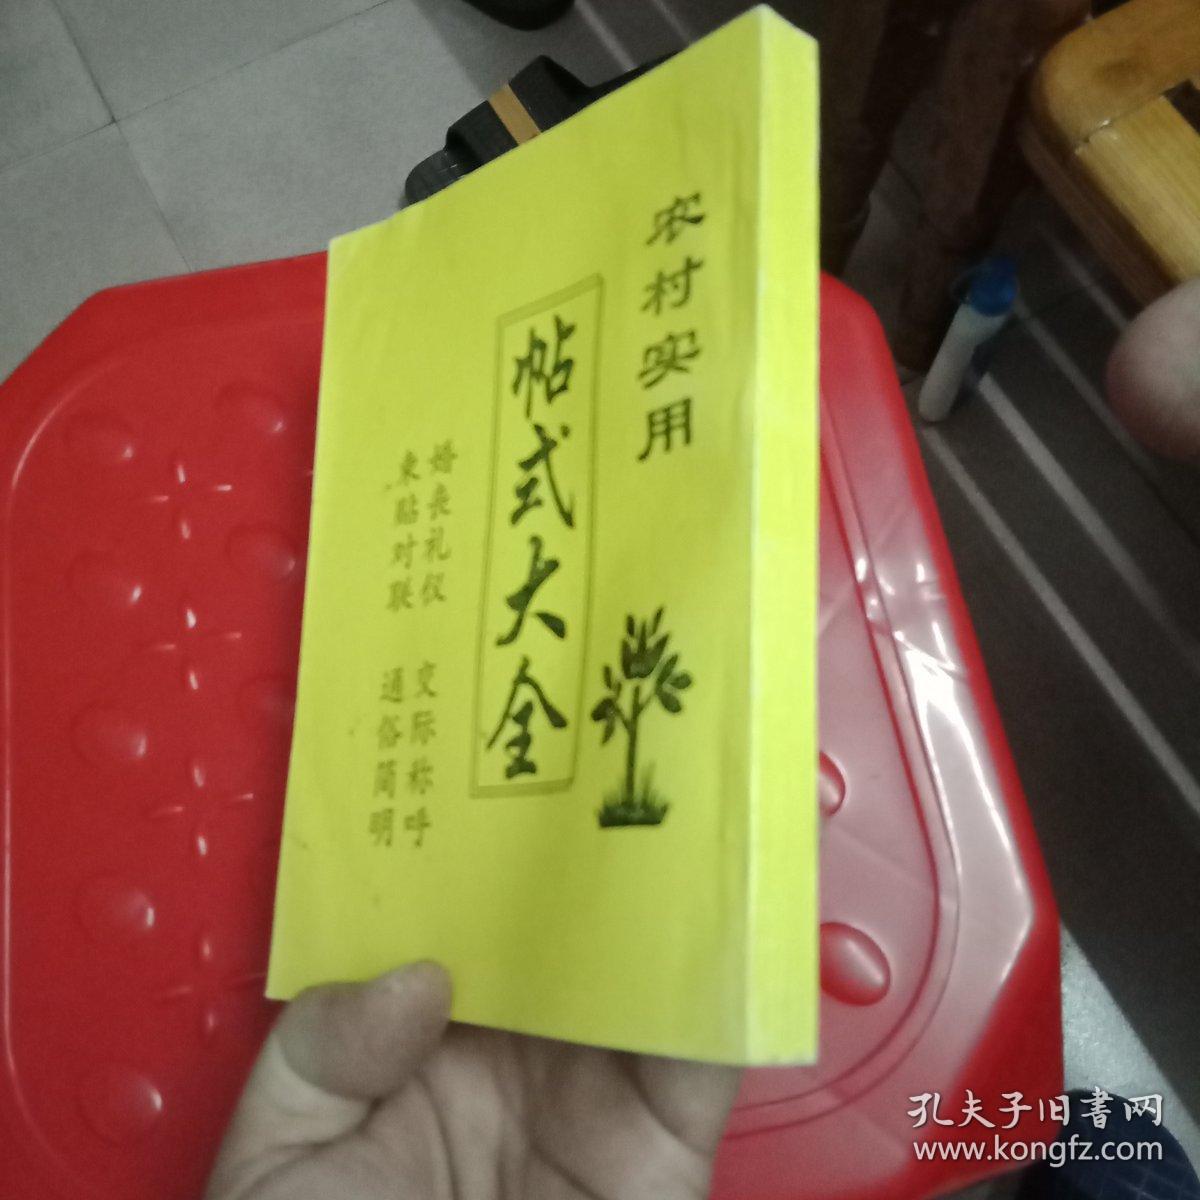 农村实用
帖式大全
婚丧礼仪 交际称呼
柬贴对联 通俗简明
孔夫子旧書网
www.kongfz.com